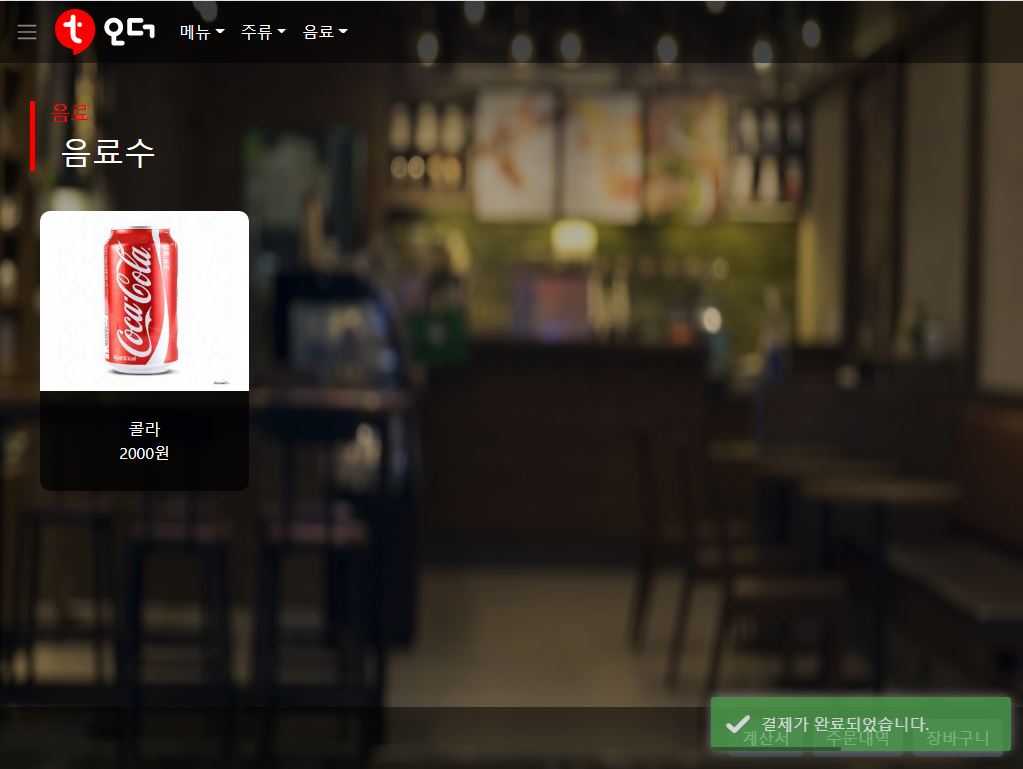 t 오더 메뉴 주류 음료
음료
음료수
Coca-Cola
콜라
2000원
결제가 완료되었습니다.
계산서 주문내역 장바구니